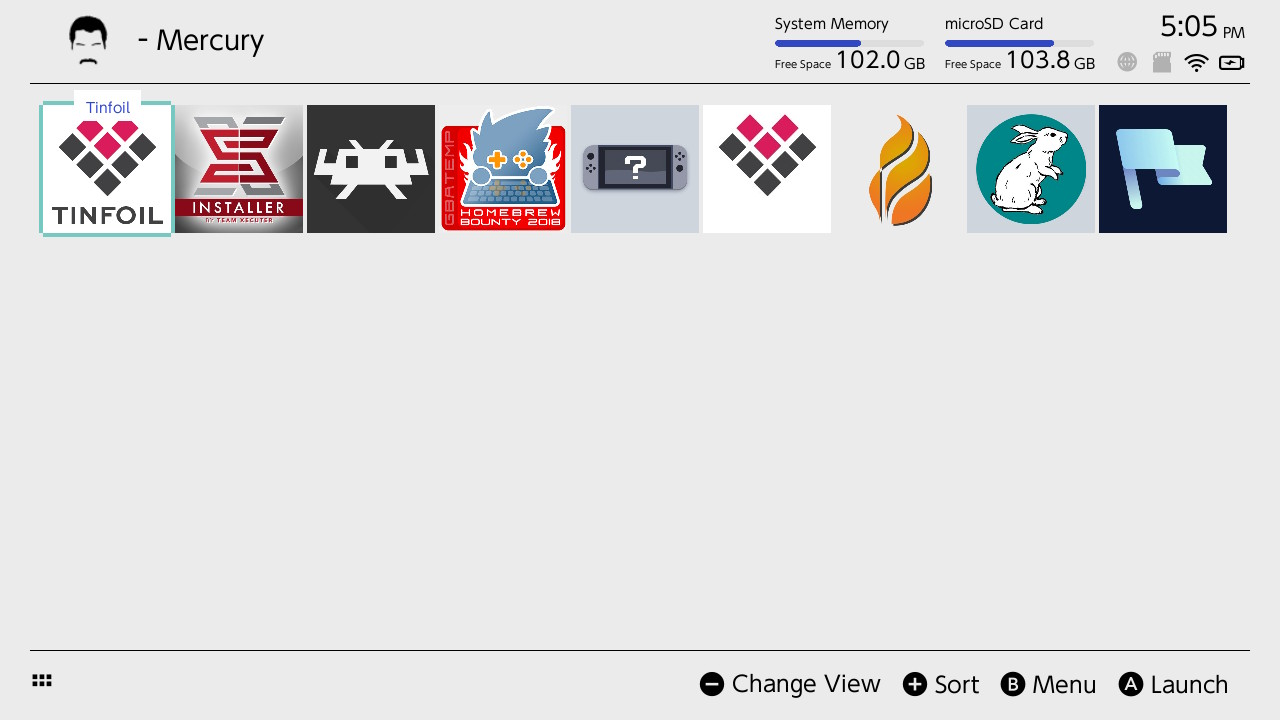 - Mercury
System Memory
Free Space 102.0 GB
microSD Card
Free Space 103.8 GB
5:05 PM
Tinfoil
TINFOIL
INSTALLER
BY TEAM XECUTER
GBATEMP
HOMEBREW
BOUNTY 2018
?
Change View
Sort
B Menu
A Launch